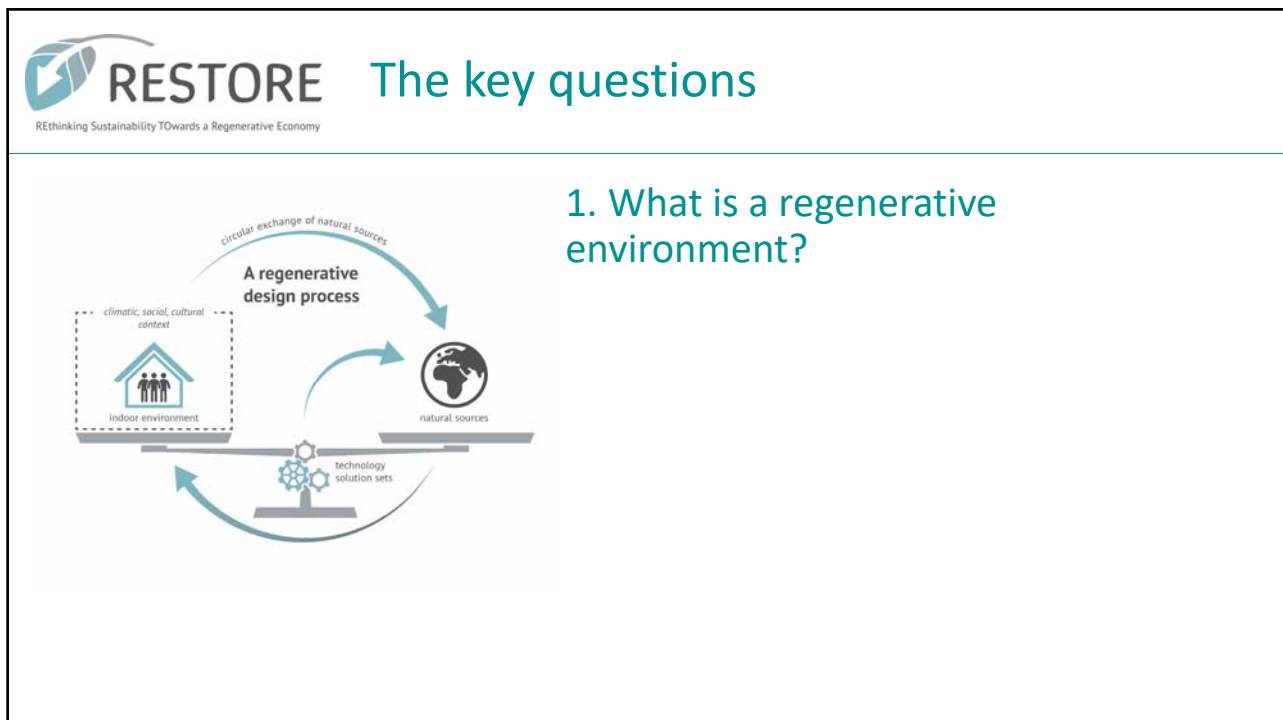 RESTORE
REthinking Sustainability TOwards a Regenerative Economy
The key questions
circular exchange of natural sources
A regenerative
design process
climatic, social, cultural
context
indoor environment
natural sources
technology
solution sets
1. What is a regenerative
environment?